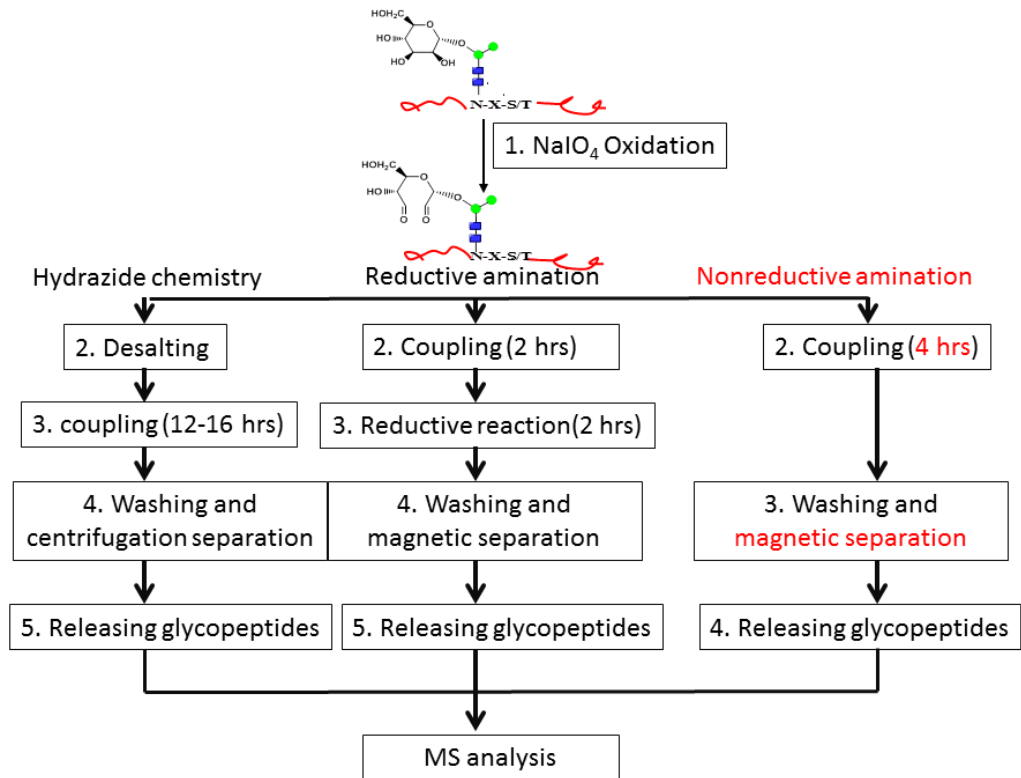 HOH₂C
O
HO
O
HO
OH
N-X-S/T
1. NaIO₄ Oxidation
HOH₂C
O
HO
O
O
O
N-X-S/T
Hydrazide chemistry
Reductive amination
Nonreductive amination
2. Desalting
2. Coupling (2 hrs)
2. Coupling (4 hrs)
3. coupling (12-16 hrs)
3. Reductive reaction(2 hrs)
4. Washing and
centrifugation separation
4. Washing and
magnetic separation
3. Washing and
magnetic separation
5. Releasing glycopeptides
5. Releasing glycopeptides
4. Releasing glycopeptides
MS analysis